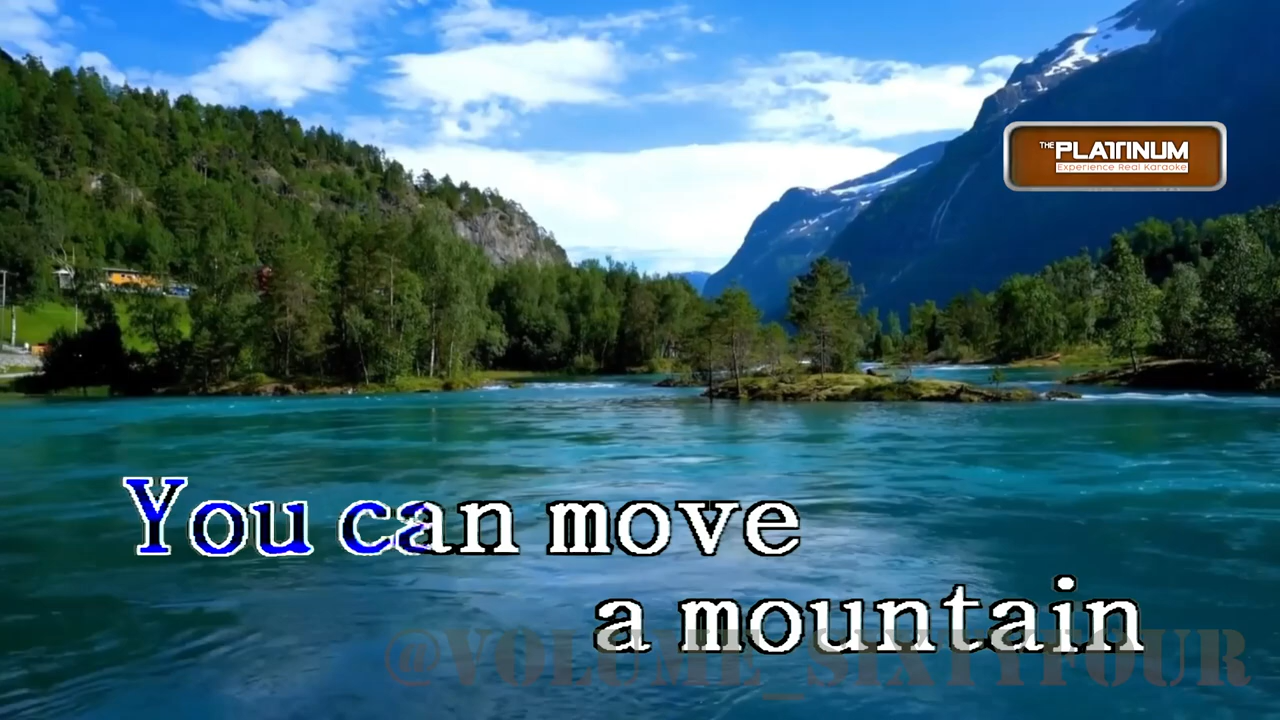 THE PLATINUM
Experience Real Karaoke
You can move
a mountain
@VOLUME_SIXTYFOUR